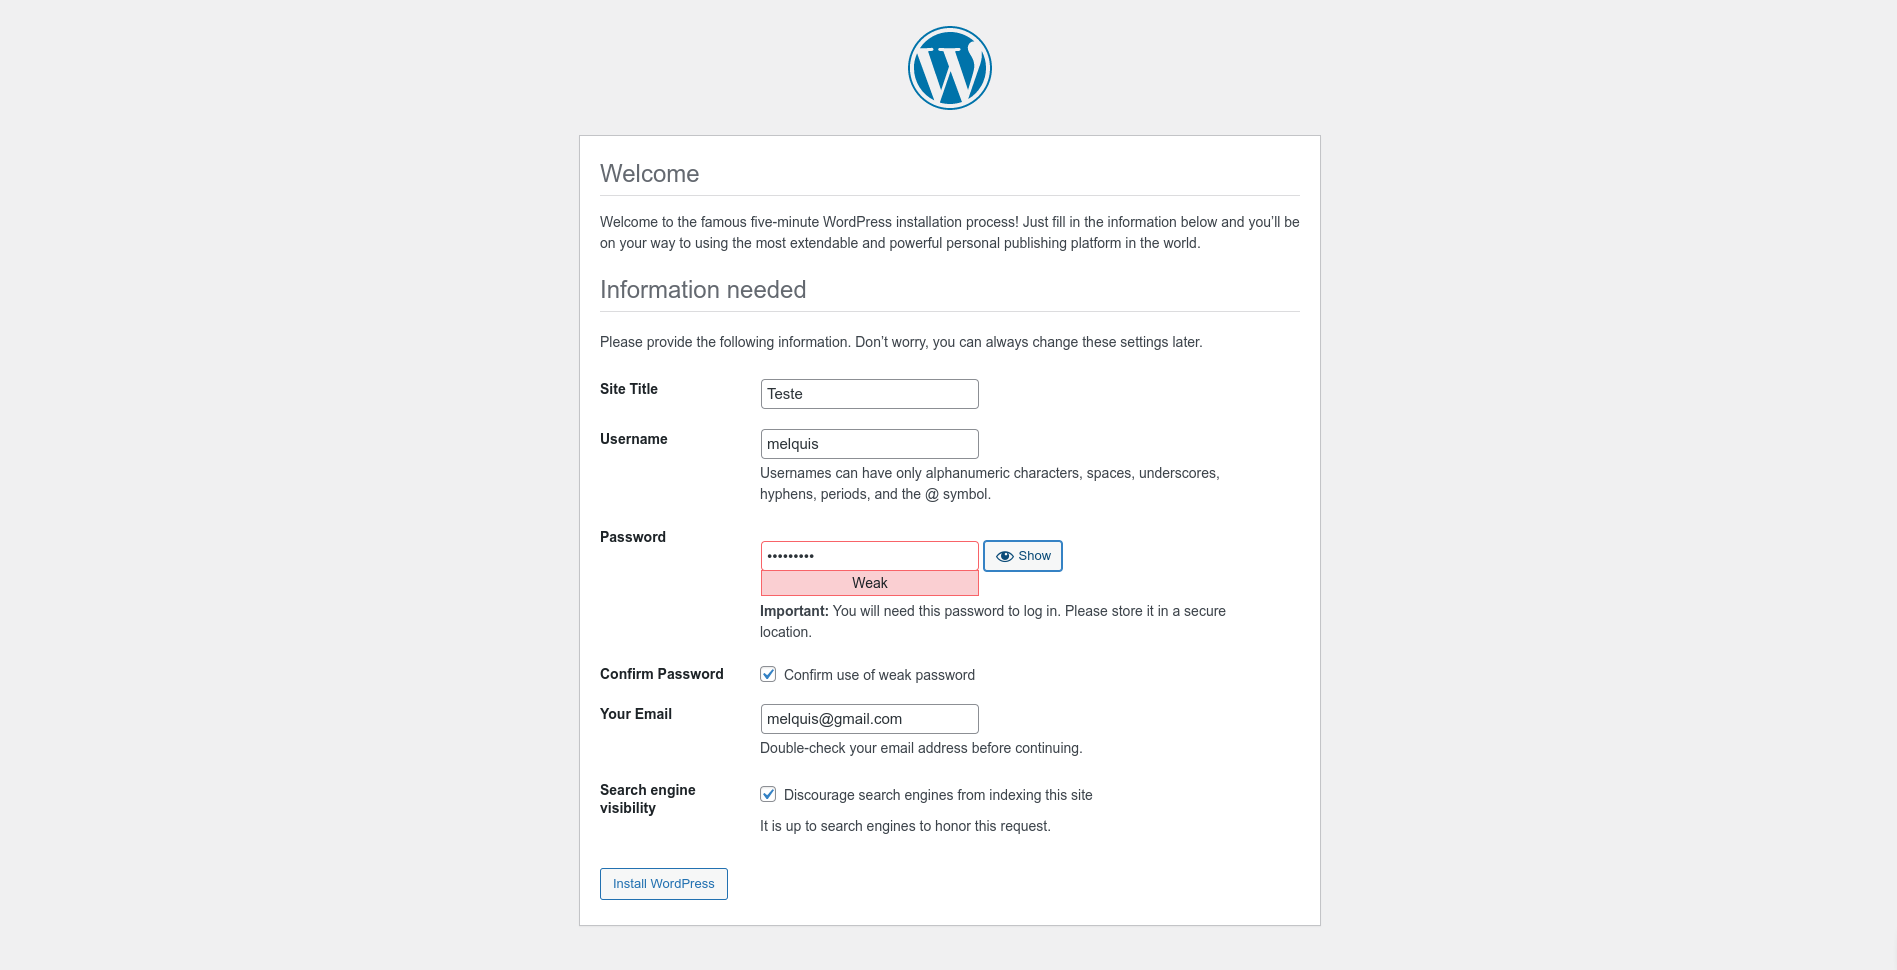 Welcome
Welcome to the famous five-minute WordPress installation process! Just fill in the information below and you’ll be
on your way to using the most extendable and powerful personal publishing platform in the world.
Information needed
Please provide the following information. Don’t worry, you can always change these settings later.
Site Title
Teste
Username
melquis
Usernames can have only alphanumeric characters, spaces, underscores,
hyphens, periods, and the @ symbol.
Password
•••••••••
Show
Weak
Important: You will need this password to log in. Please store it in a secure
location.
Confirm Password
Confirm use of weak password
Your Email
melquis@gmail.com
Double-check your email address before continuing.
Search engine
visibility
Discourage search engines from indexing this site
It is up to search engines to honor this request.
Install WordPress